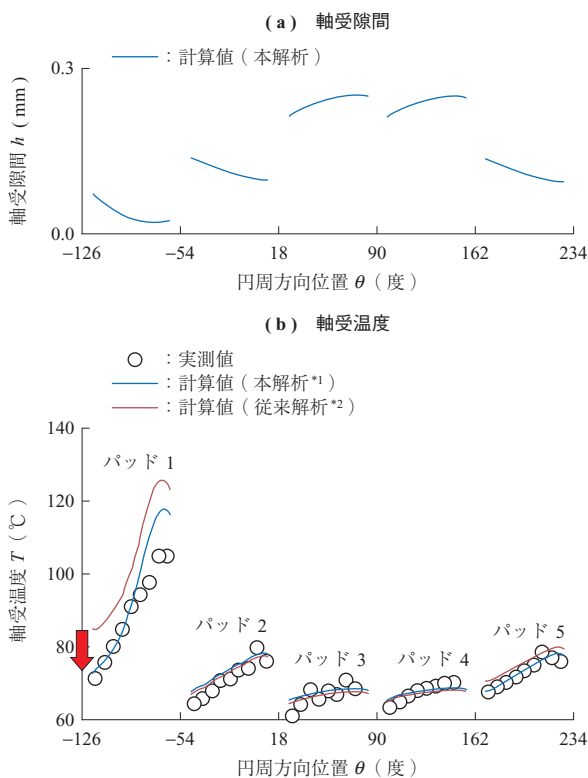 ( a ) 軸受隙間
: 計算値 ( 本解析 )
0.3
軸受隙間 h ( mm )
0.0
−126 −54 18 90 162 234
円周方向位置 θ ( 度 )
( b ) 軸受温度
: 実測値
: 計算値 ( 本解析 *1 )
: 計算値 ( 従来解析 *2 )
140
パッド 1
120
軸受温度 T ( ℃ )
100
パッド 2 パッド 3 パッド 4 パッド 5
80
60
−126 −54 18 90 162 234
円周方向位置 θ ( 度 )